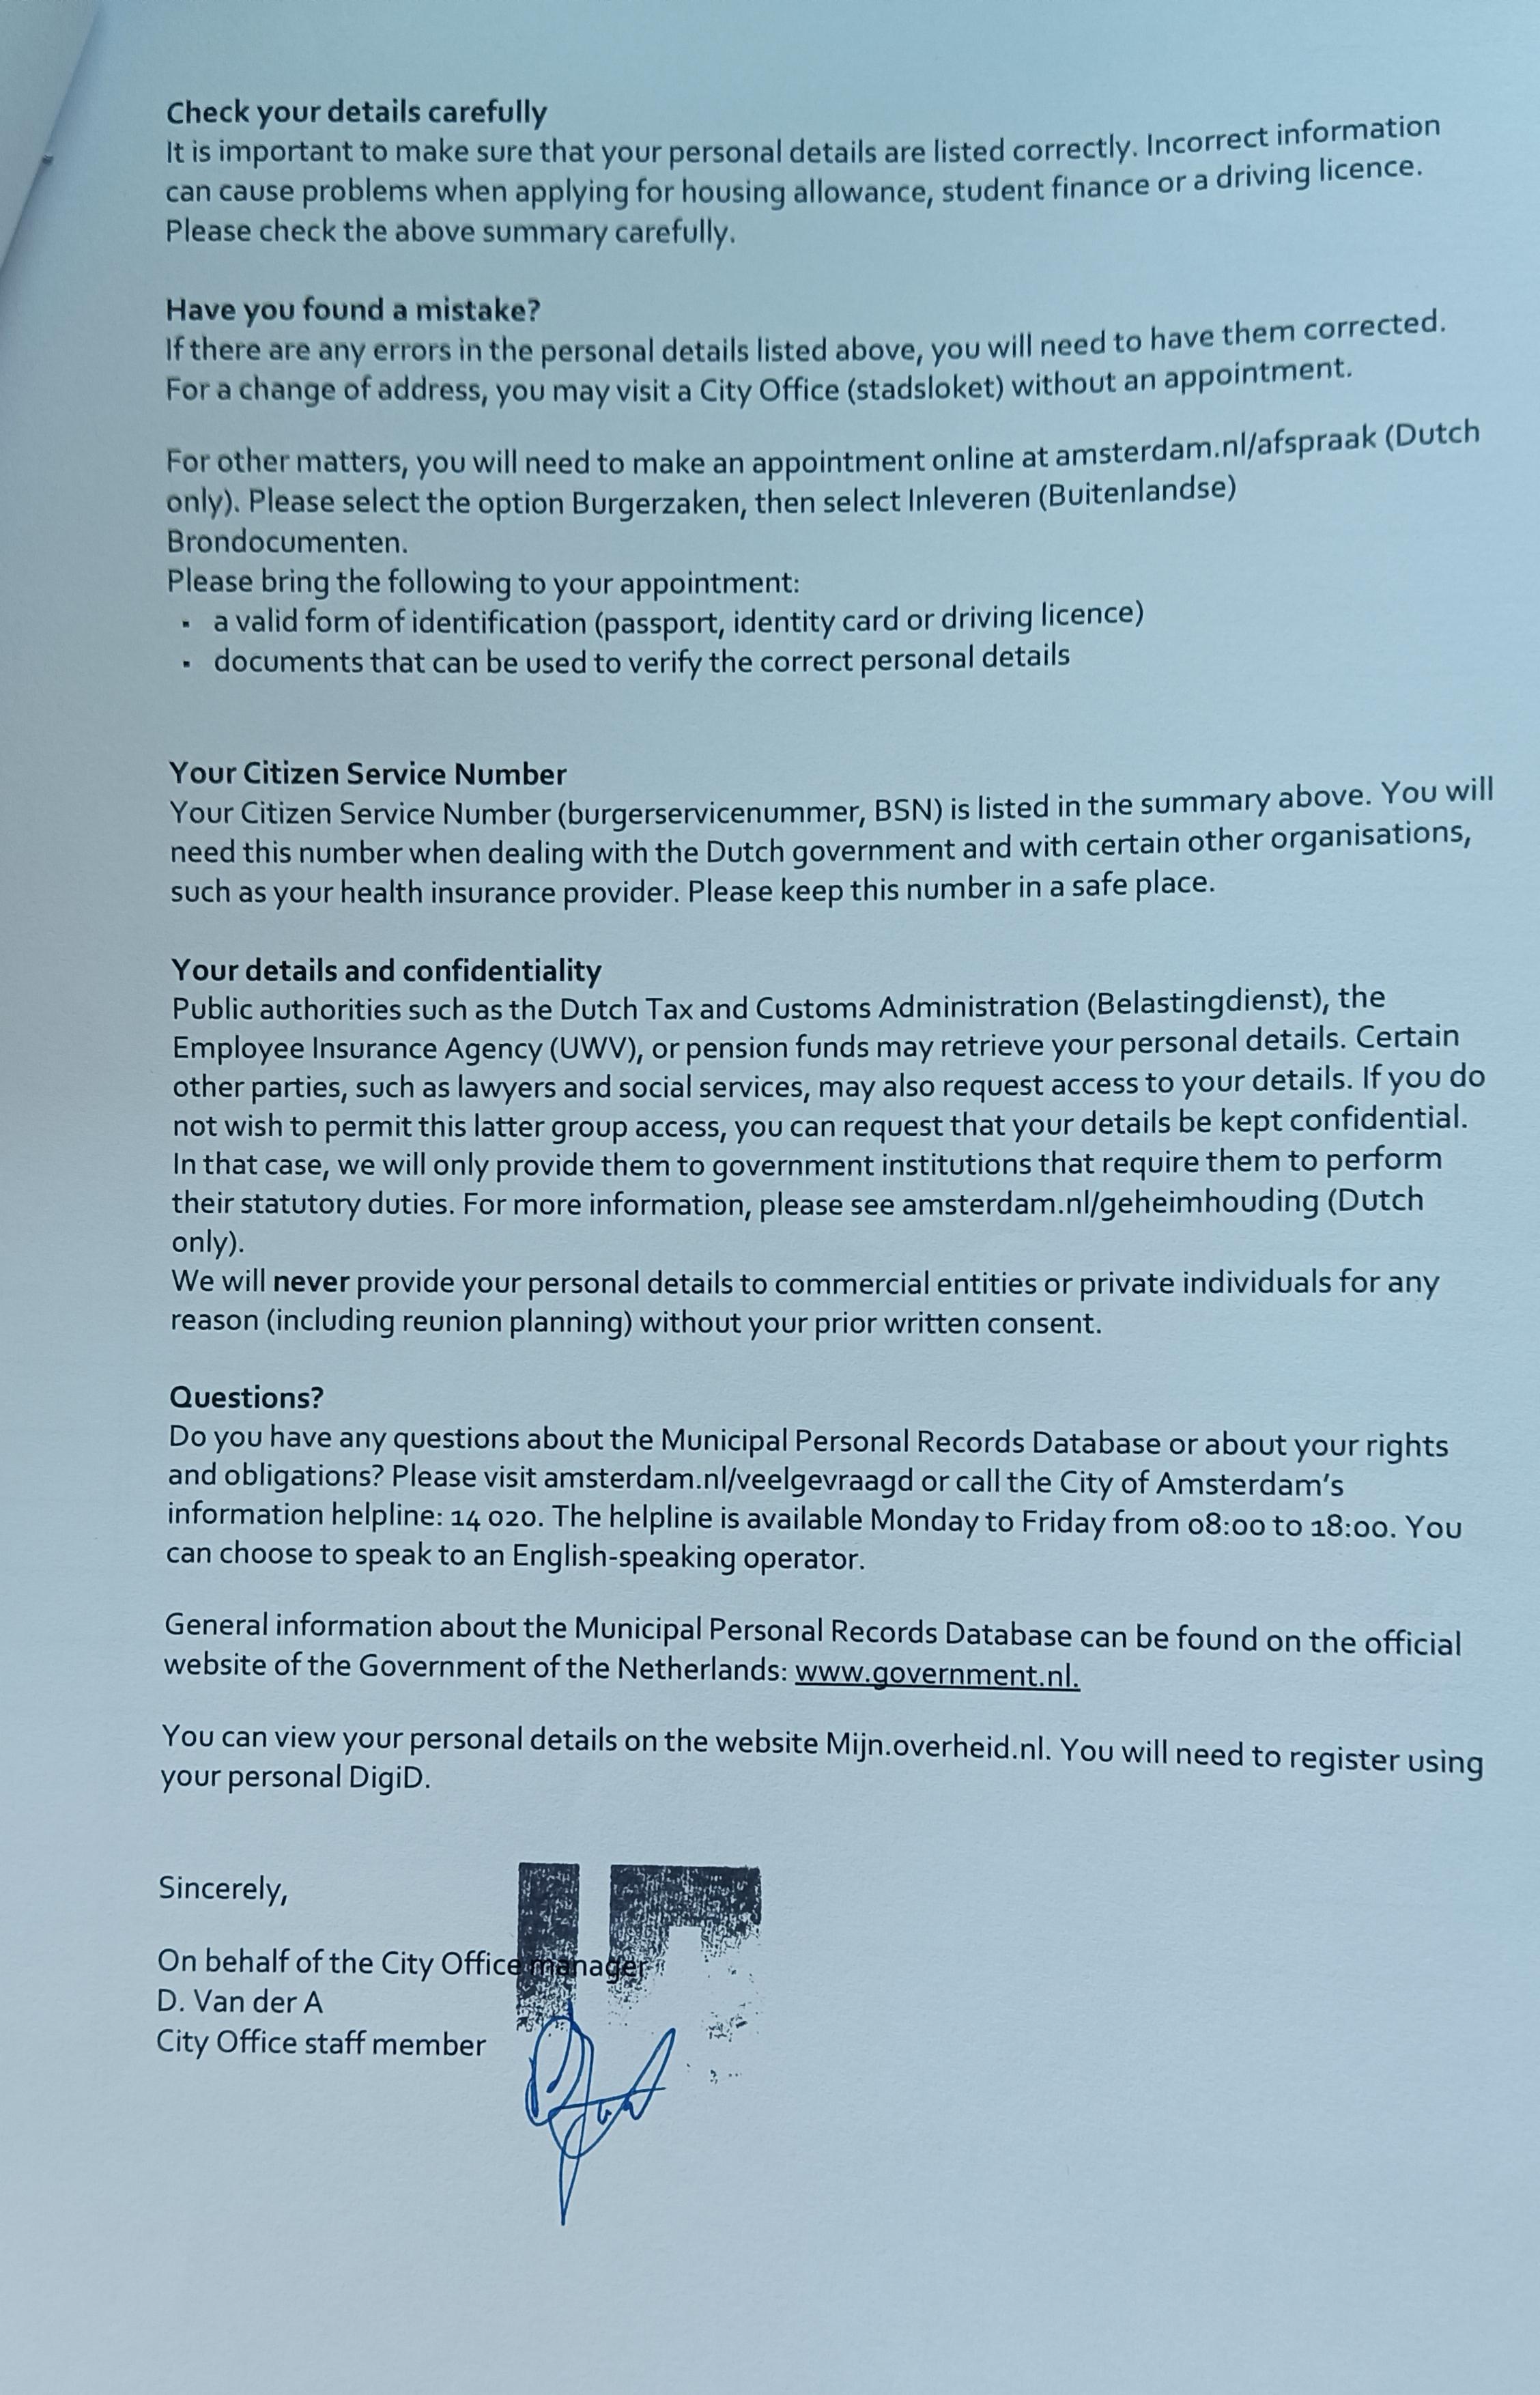 Check your details carefully
It is important to make sure that your personal details are listed correctly. Incorrect information
can cause problems when applying for housing allowance, student finance or a driving licence.
Please check the above summary carefully.
Have you found a mistake?
If there are any errors in the personal details listed above, you will need to have them corrected.
For a change of address, you may visit a City Office (stadsloket) without an appointment.
For other matters, you will need to make an appointment online at amsterdam.nl/afspraak (Dutch
only). Please select the option Burgerzaken, then select Inleveren (Buitenlandse)
Brondocumenten.
Please bring the following to your appointment:
▪ a valid form of identification (passport, identity card or driving licence)
▪ documents that can be used to verify the correct personal details
Your Citizen Service Number
Your Citizen Service Number (burgerservicenummer, BSN) is listed in the summary above. You will
need this number when dealing with the Dutch government and with certain other organisations,
such as your health insurance provider. Please keep this number in a safe place.
Your details and confidentiality
Public authorities such as the Dutch Tax and Customs Administration (Belastingdienst), the
Employee Insurance Agency (UWV), or pension funds may retrieve your personal details. Certain
other parties, such as lawyers and social services, may also request access to your details. If you do
not wish to permit this latter group access, you can request that your details be kept confidential.
In that case, we will only provide them to government institutions that require them to perform
their statutory duties. For more information, please see amsterdam.nl/geheimhouding (Dutch
only).
We will never provide your personal details to commercial entities or private individuals for any
reason (including reunion planning) without your prior written consent.
Questions?
Do you have any questions about the Municipal Personal Records Database or about your rights
and obligations? Please visit amsterdam.nl/veelgevraagd or call the City of Amsterdam's
information helpline: 14 020. The helpline is available Monday to Friday from 08:00 to 18:00. You
can choose to speak to an English-speaking operator.
General information about the Municipal Personal Records Database can be found on the official
website of the Government of the Netherlands: www.government.nl.
You can view your personal details on the website Mijn.overheid.nl. You will need to register using
your personal DigiD.
Sincerely,
On behalf of the City Office manager
D. Van der A
City Office staff member